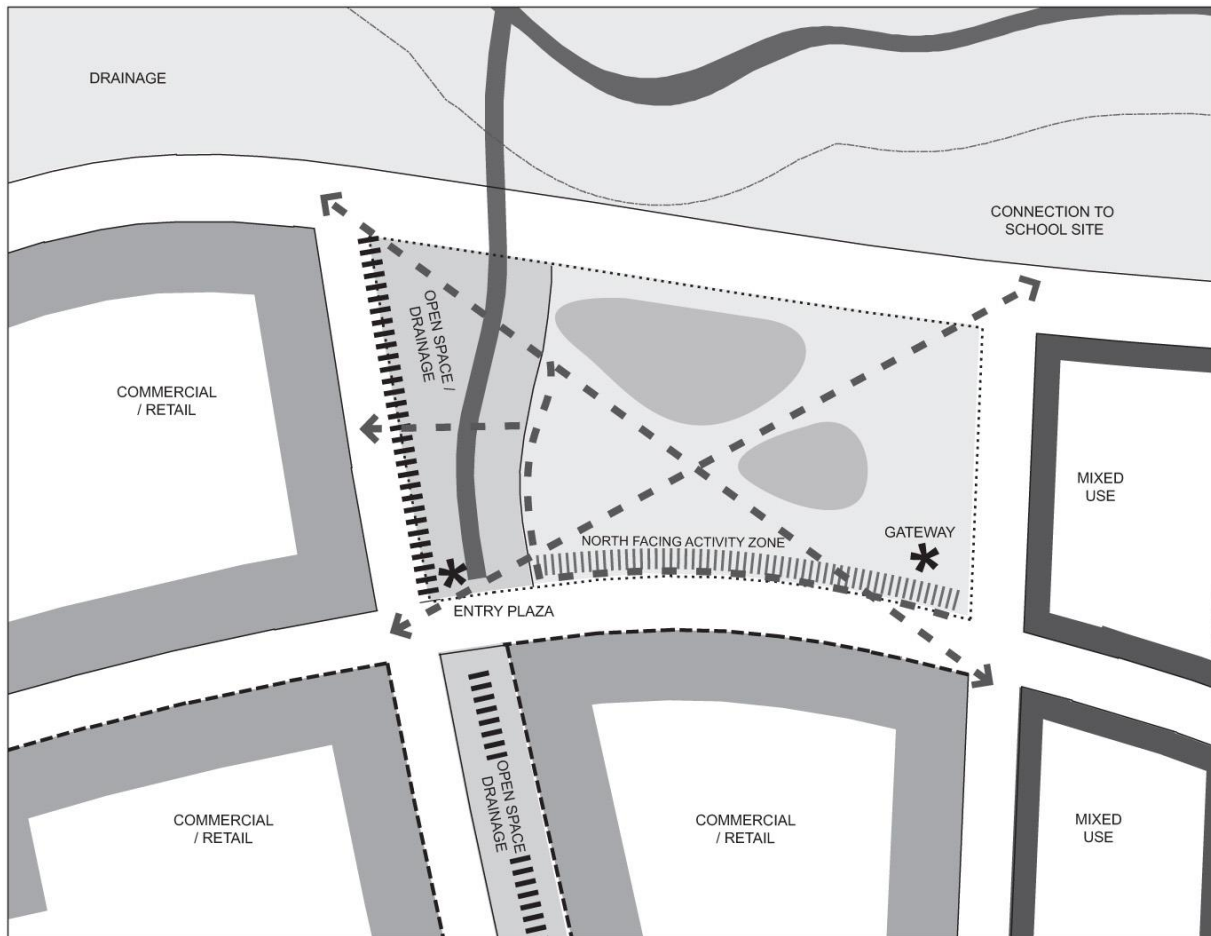 DRAINAGE
CONNECTION TO
SCHOOL SITE
OPEN SPACE /
DRAINAGE
COMMERCIAL
/ RETAIL
MIXED
USE
GATEWAY
NORTH FACING ACTIVITY ZONE
ENTRY PLAZA
OPEN SPACE
DRAINAGE
COMMERCIAL
/ RETAIL
COMMERCIAL
/ RETAIL
MIXED
USE